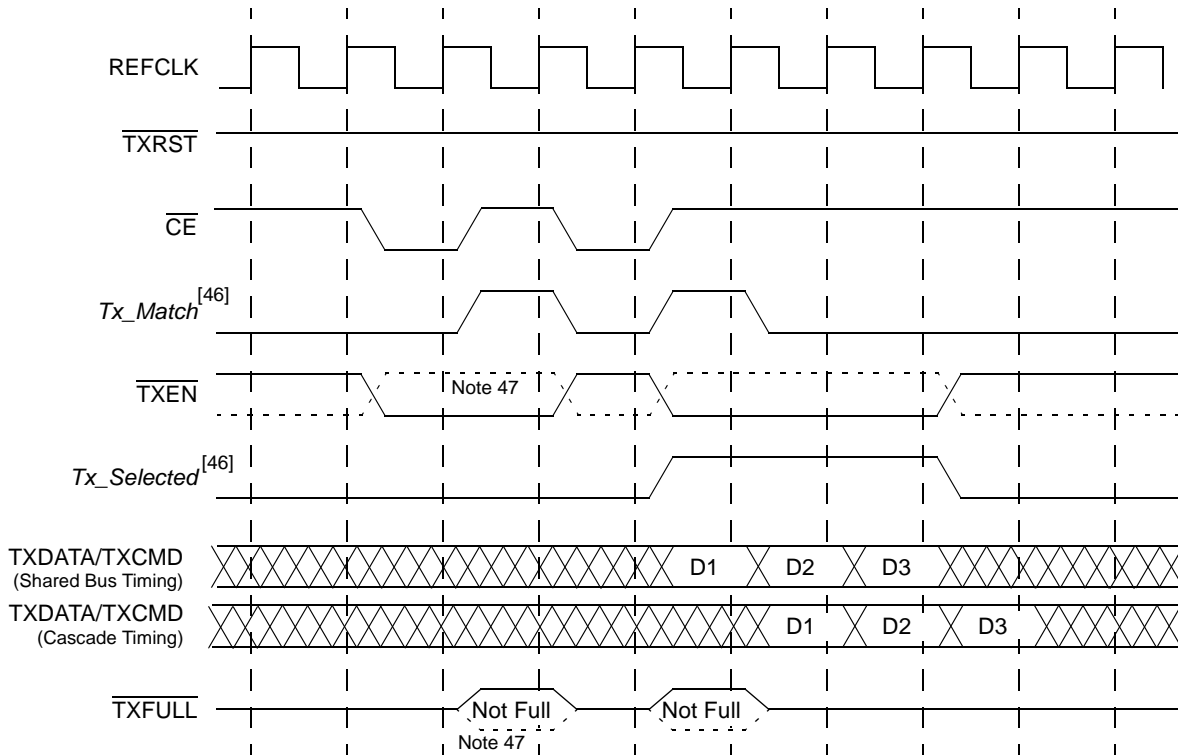 REFCLK
TXRST
CE
Tx_Match[46]
TXEN
Note 47
Tx_Selected[46]
TXDATA/TXCMD
(Shared Bus Timing)
D1 D2 D3
TXDATA/TXCMD
(Cascade Timing)
D1 D2 D3
TXFULL
Not Full Not Full
Note 47